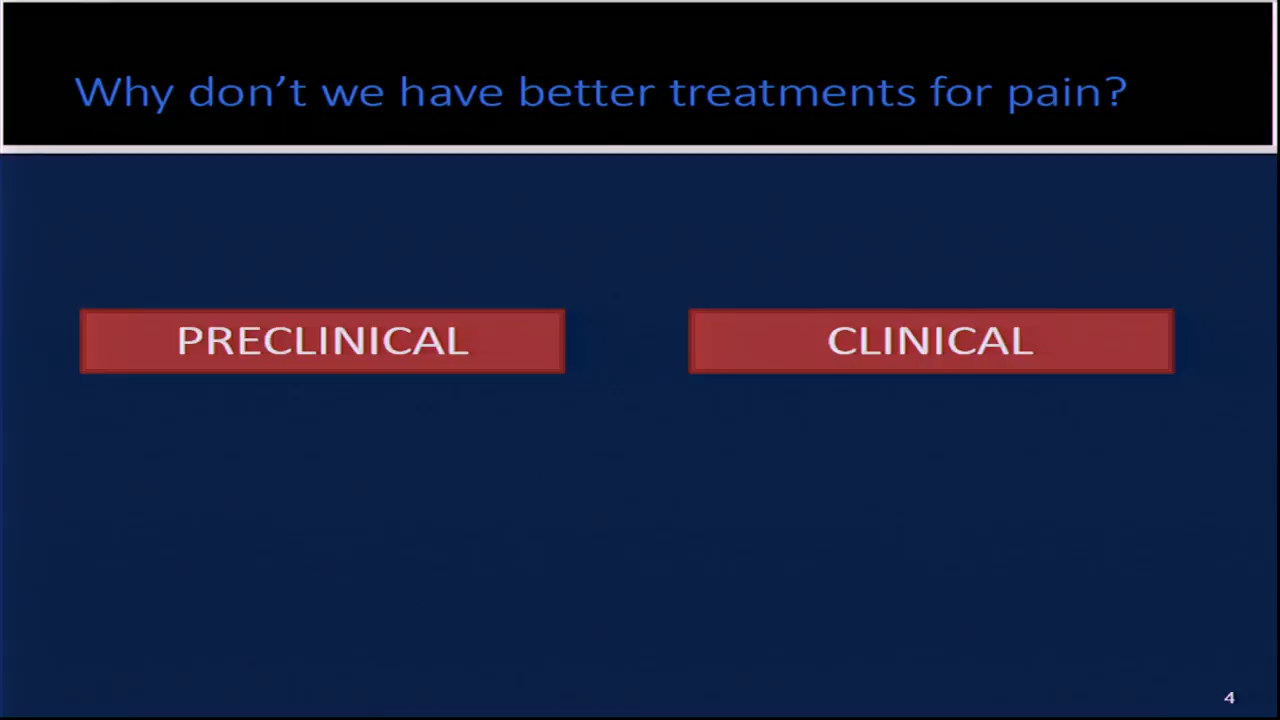 Why don’t we have better treatments for pain?
PRECLINICAL
CLINICAL
4